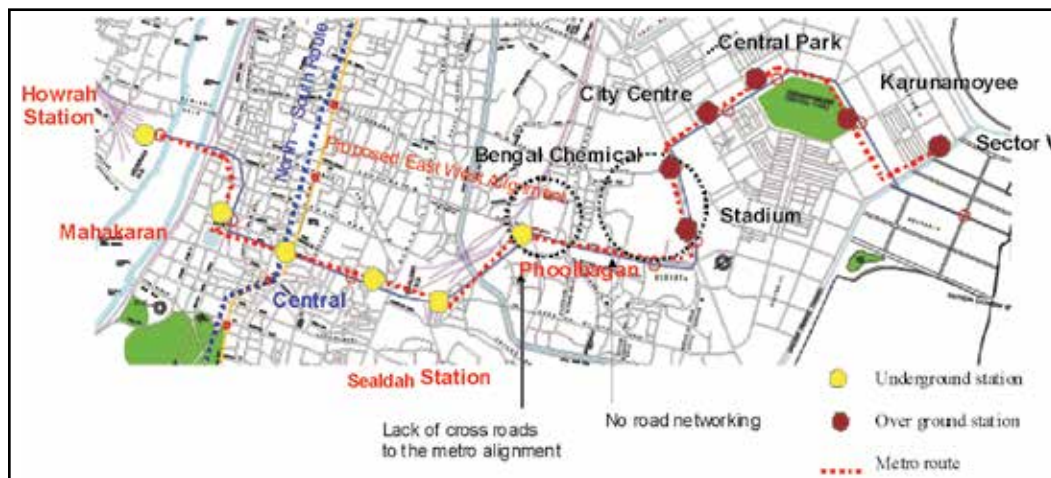 Central Park
Howrah
Station
City Centre
Karunamoyee
North - South Route
Proposed East West Alignment
Bengal Chemical
Sector V
Mahakaran
Stadium
Phoolbagan
Central
Sealdah Station
Underground station
Over ground station
Metro route
Lack of cross roads
to the metro alignment
No road networking